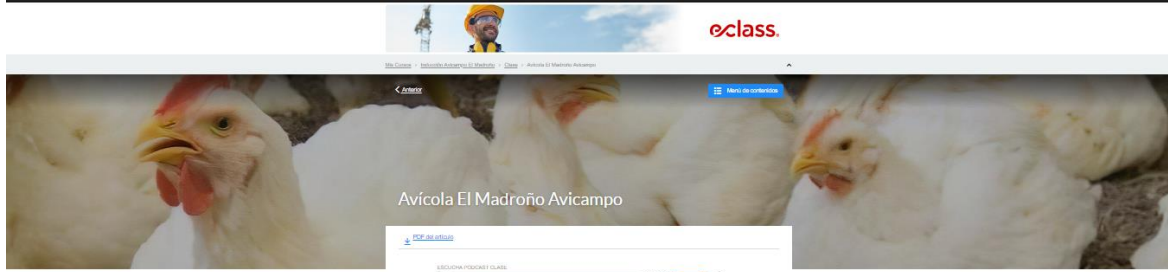 eclass.
Mis Cursos > Inducción Avicampo El Madroño > Clase > Avícola El Madroño Avicampo
Anterior
Menú de contenidos
Avícola El Madroño Avicampo
PDF del artículo
ESCUCHA PODCAST CLASE